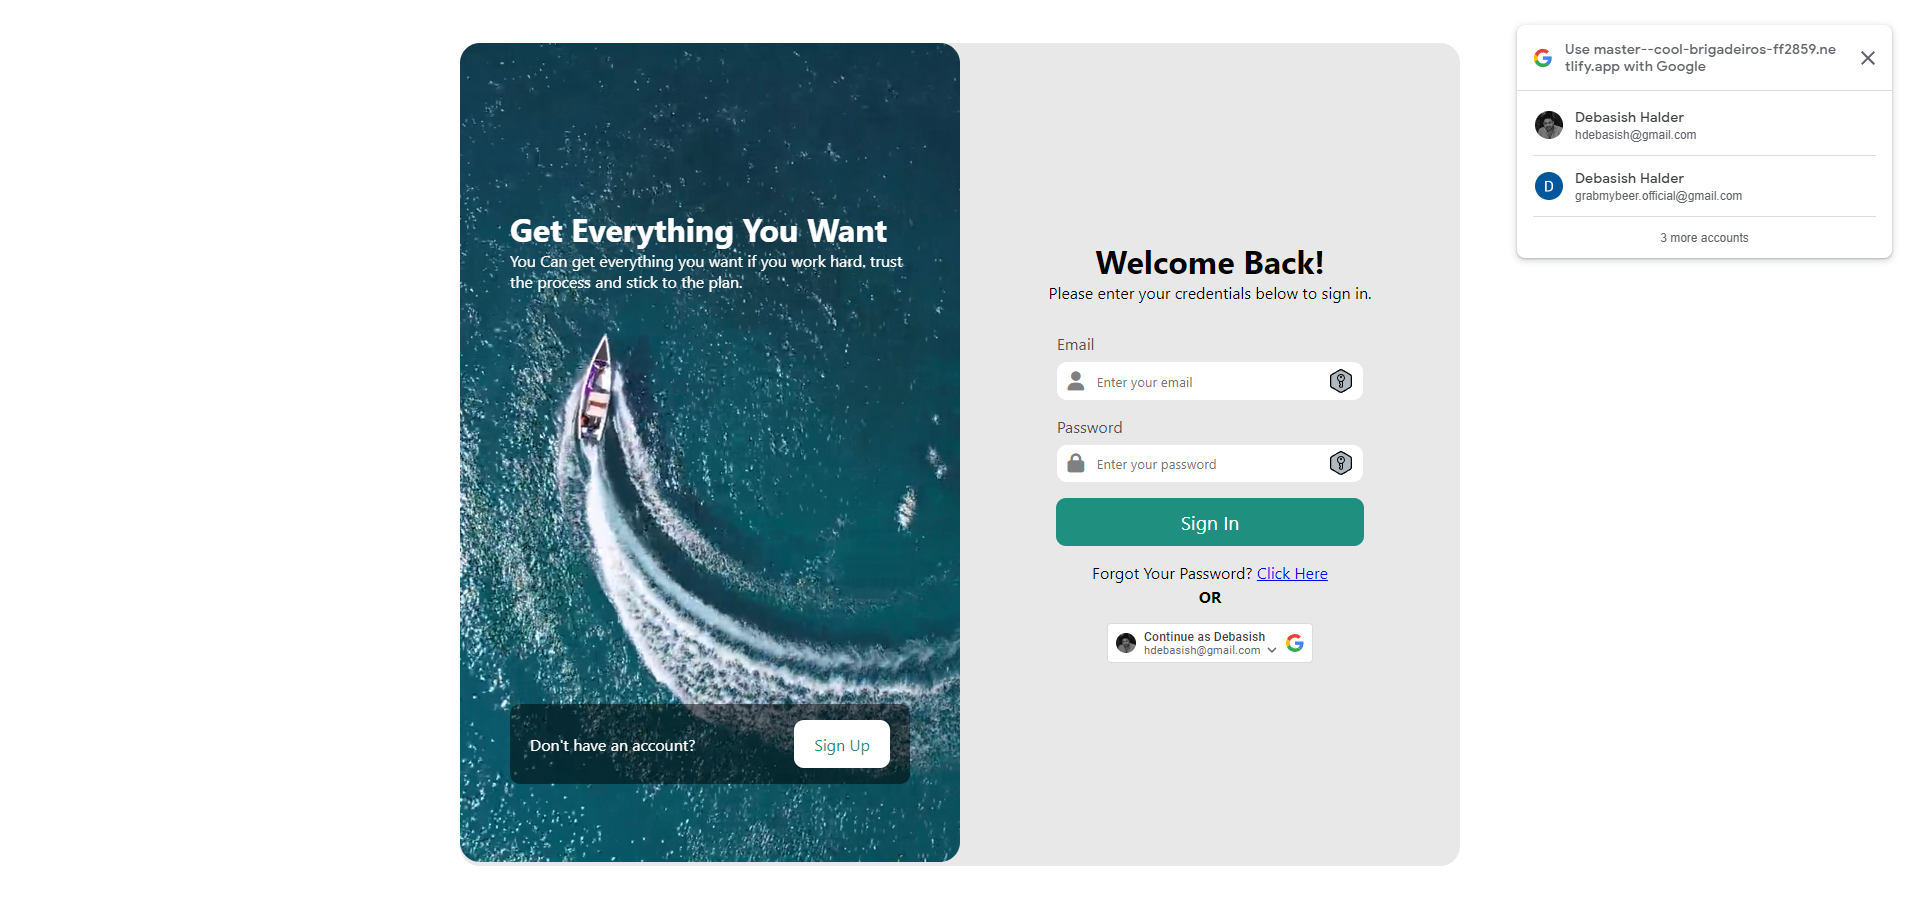 Get Everything You Want
You Can get everything you want if you work hard, trust
the process and stick to the plan.
Don't have an account?
Sign Up
Welcome Back!
Please enter your credentials below to sign in.
Email
Enter your email
Password
Enter your password
Sign In
Forgot Your Password? Click Here
OR
Continue as Debasish
hdebasish@gmail.com
Use master--cool-brigadeiros-ff2859.ne
tlify.app with Google
Debasish Halder
hdebasish@gmail.com
D
Debasish Halder
grabmybeer.official@gmail.com
3 more accounts